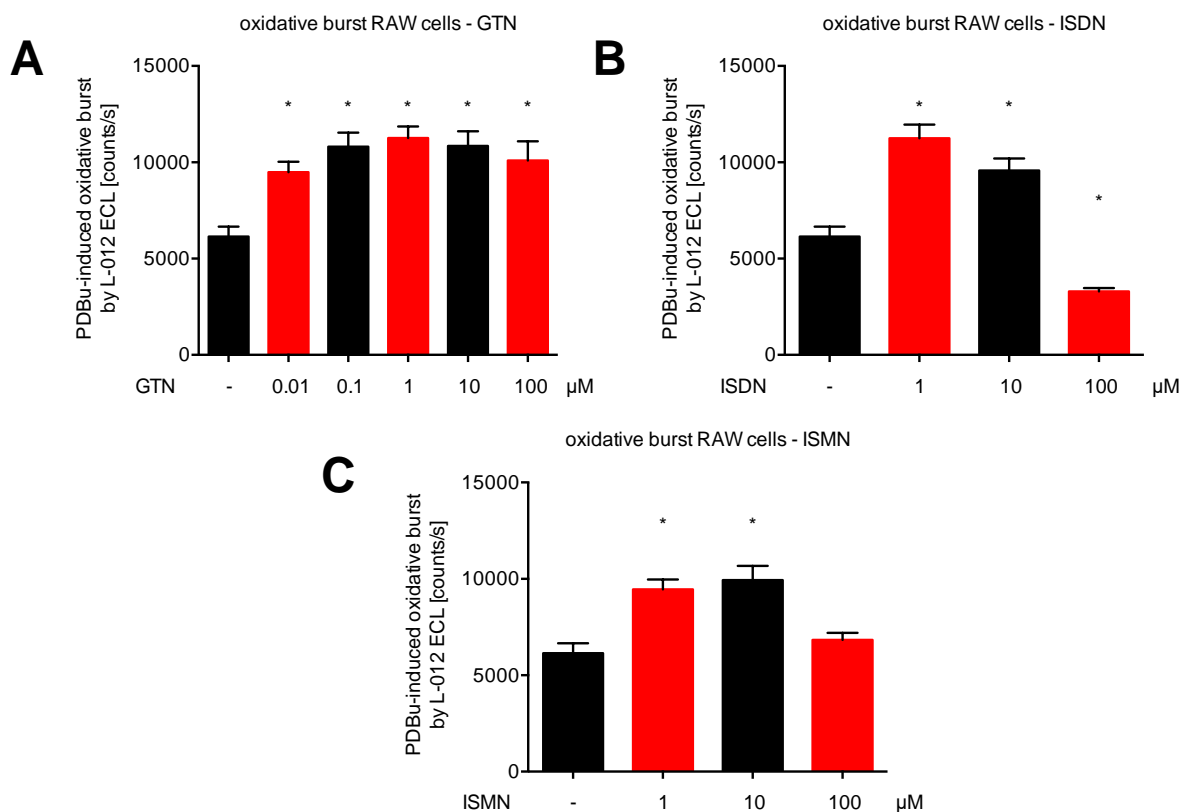 A
oxidative burst RAW cells - GTN
PDBu-induced oxidative burst
by L-012 ECL [counts/s]
15000
10000
5000
0
* * * * *
GTN - 0.01 0.1 1 10 100 µM
B
oxidative burst RAW cells - ISDN
PDBu-induced oxidative burst
by L-012 ECL [counts/s]
15000
10000
5000
0
* *
*
ISDN - 1 10 100 µM
C
oxidative burst RAW cells - ISMN
PDBu-induced oxidative burst
by L-012 ECL [counts/s]
15000
10000
5000
0
* *
ISMN - 1 10 100 µM